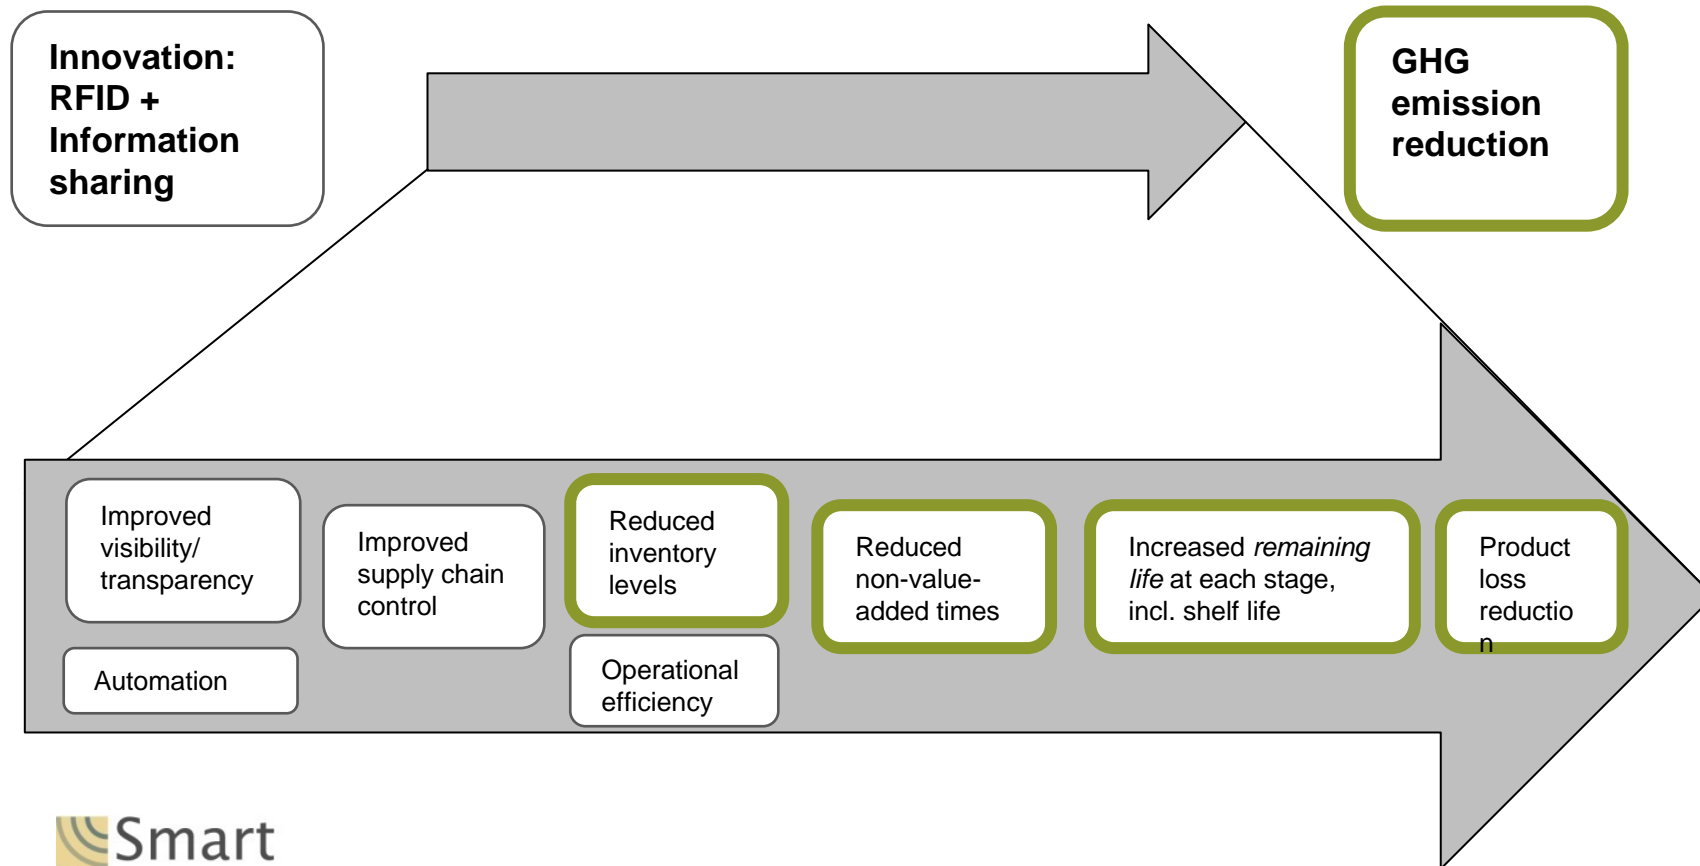 Innovation:
RFID +
Information
sharing
GHG
emission
reduction
Improved
visibility/
transparency
Automation
Improved
supply chain
control
Reduced
inventory
levels
Operational
efficiency
Reduced
non-value-
added times
Increased remaining
life at each stage,
incl. shelf life
Product
loss
reductio
n
Smart